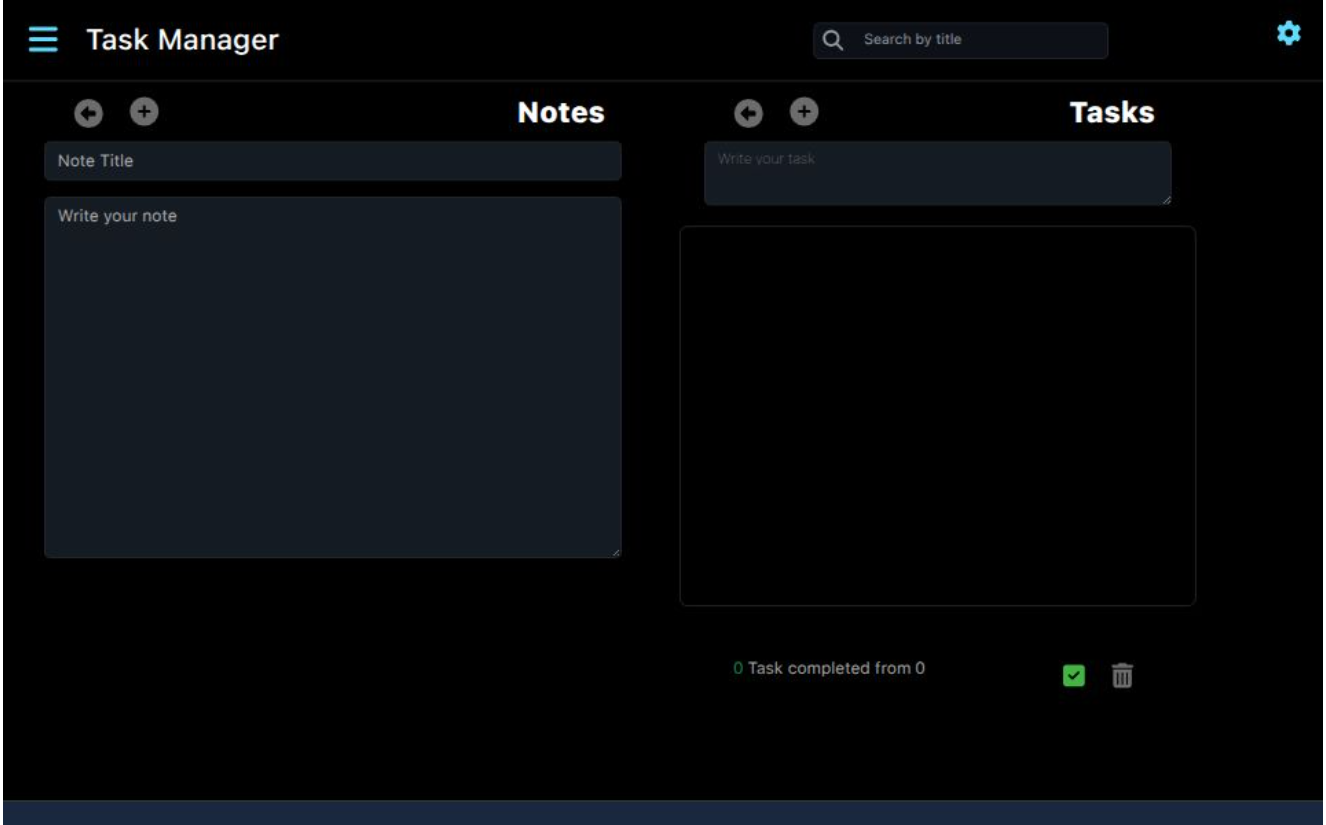 Task Manager
Search by title
Notes
Note Title
Write your note
Tasks
Write your task
0 Task completed from 0